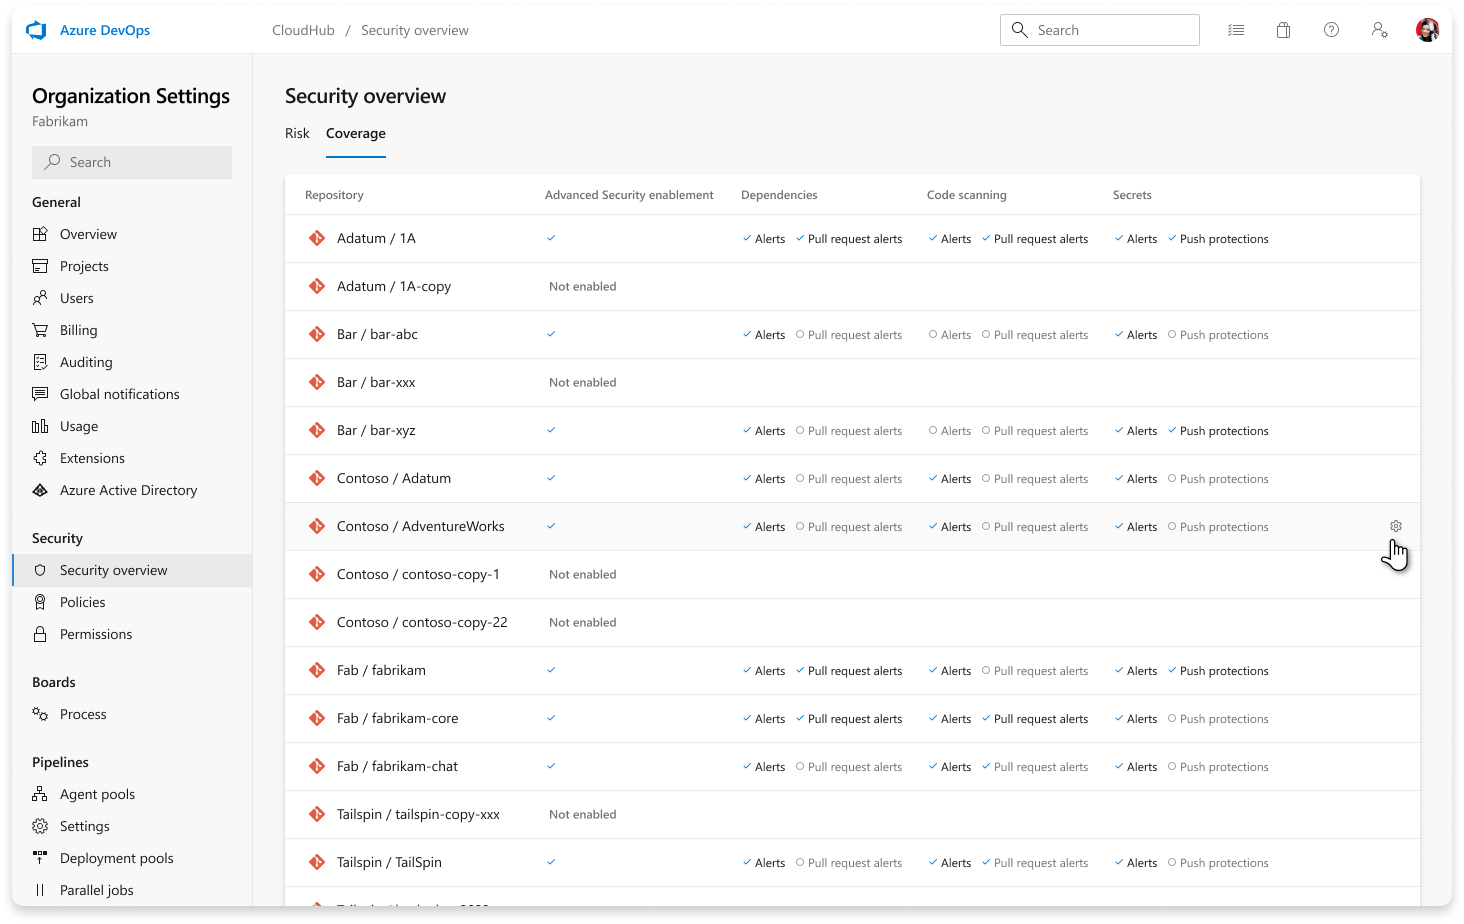 Azure DevOps
CloudHub / Security overview
Search
Organization Settings
Fabrikam
Search
General
Overview
Projects
Users
Billing
Auditing
Global notifications
Usage
Extensions
Azure Active Directory
Security
Security overview
Policies
Permissions
Boards
Process
Pipelines
Agent pools
Settings
Deployment pools
Parallel jobs
Security overview
Risk Coverage
Repository Advanced Security enablement Dependencies Code scanning Secrets
Adatum / 1A Alerts Pull request alerts Alerts Pull request alerts Alerts Push protections
Adatum / 1A-copy Not enabled
Bar / bar-abc Alerts Pull request alerts Alerts Pull request alerts Alerts Push protections
Bar / bar-xxx Not enabled
Bar / bar-xyz Alerts Pull request alerts Alerts Pull request alerts Alerts Push protections
Contoso / Adatum Alerts Pull request alerts Alerts Pull request alerts Alerts Push protections
Contoso / AdventureWorks Alerts Pull request alerts Alerts Pull request alerts Alerts Push protections
Contoso / contoso-copy-1 Not enabled
Contoso / contoso-copy-22 Not enabled
Fab / fabrikam Alerts Pull request alerts Alerts Pull request alerts Alerts Push protections
Fab / fabrikam-core Alerts Pull request alerts Alerts Pull request alerts Alerts Push protections
Fab / fabrikam-chat Alerts Pull request alerts Alerts Pull request alerts Alerts Push protections
Tailspin / tailspin-copy-xxx Not enabled
Tailspin / TailSpin Alerts Pull request alerts Alerts Pull request alerts Alerts Push protections